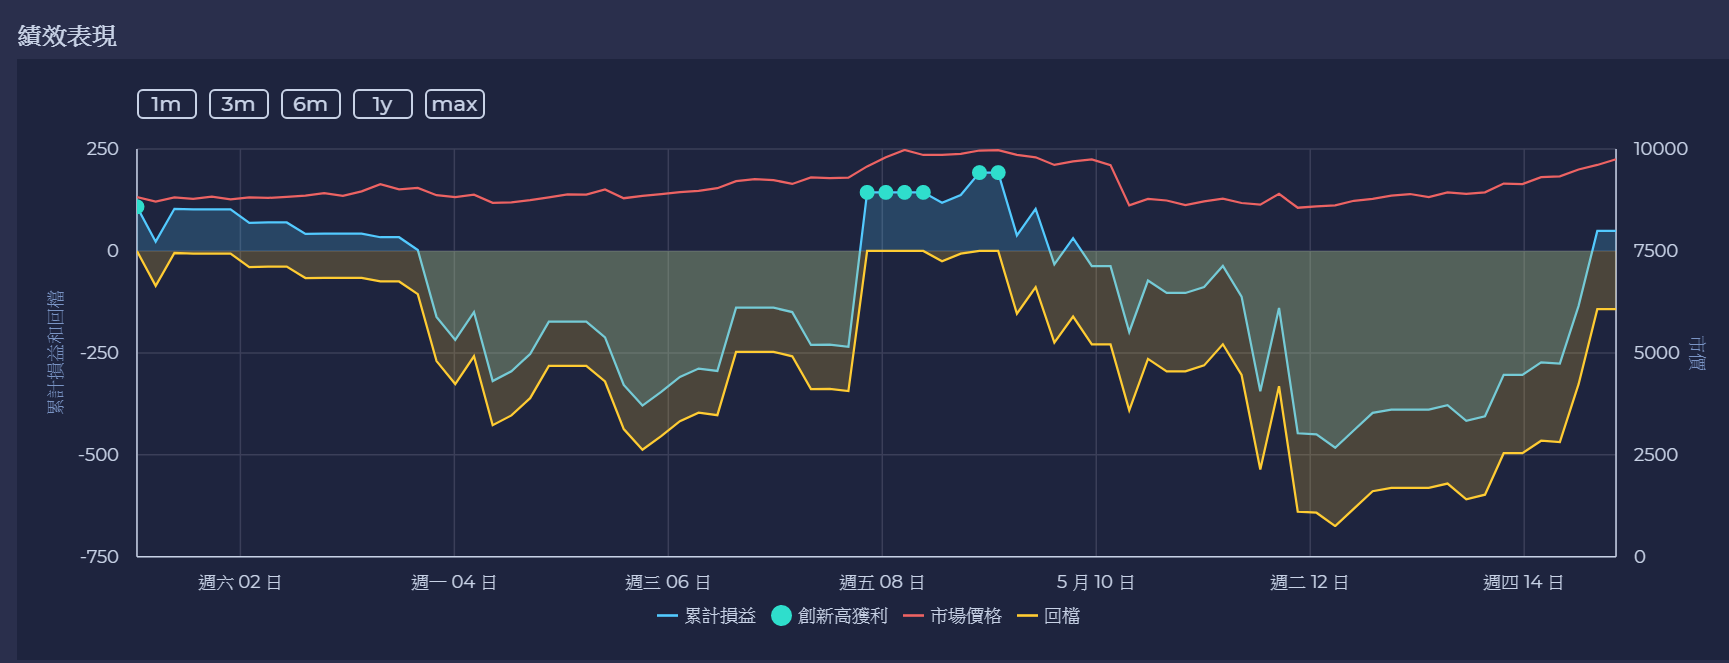 績效表現
1m 3m 6m 1y max
250 10000
0 7500
-250 5000
-500 2500
-750 0
累計損益和回檔
市價
週六 02 日 週一 04 日 週三 06 日 週五 08 日 5 月 10 日 週二 12 日 週四 14 日
累計損益 創新高獲利 市場價格 回檔